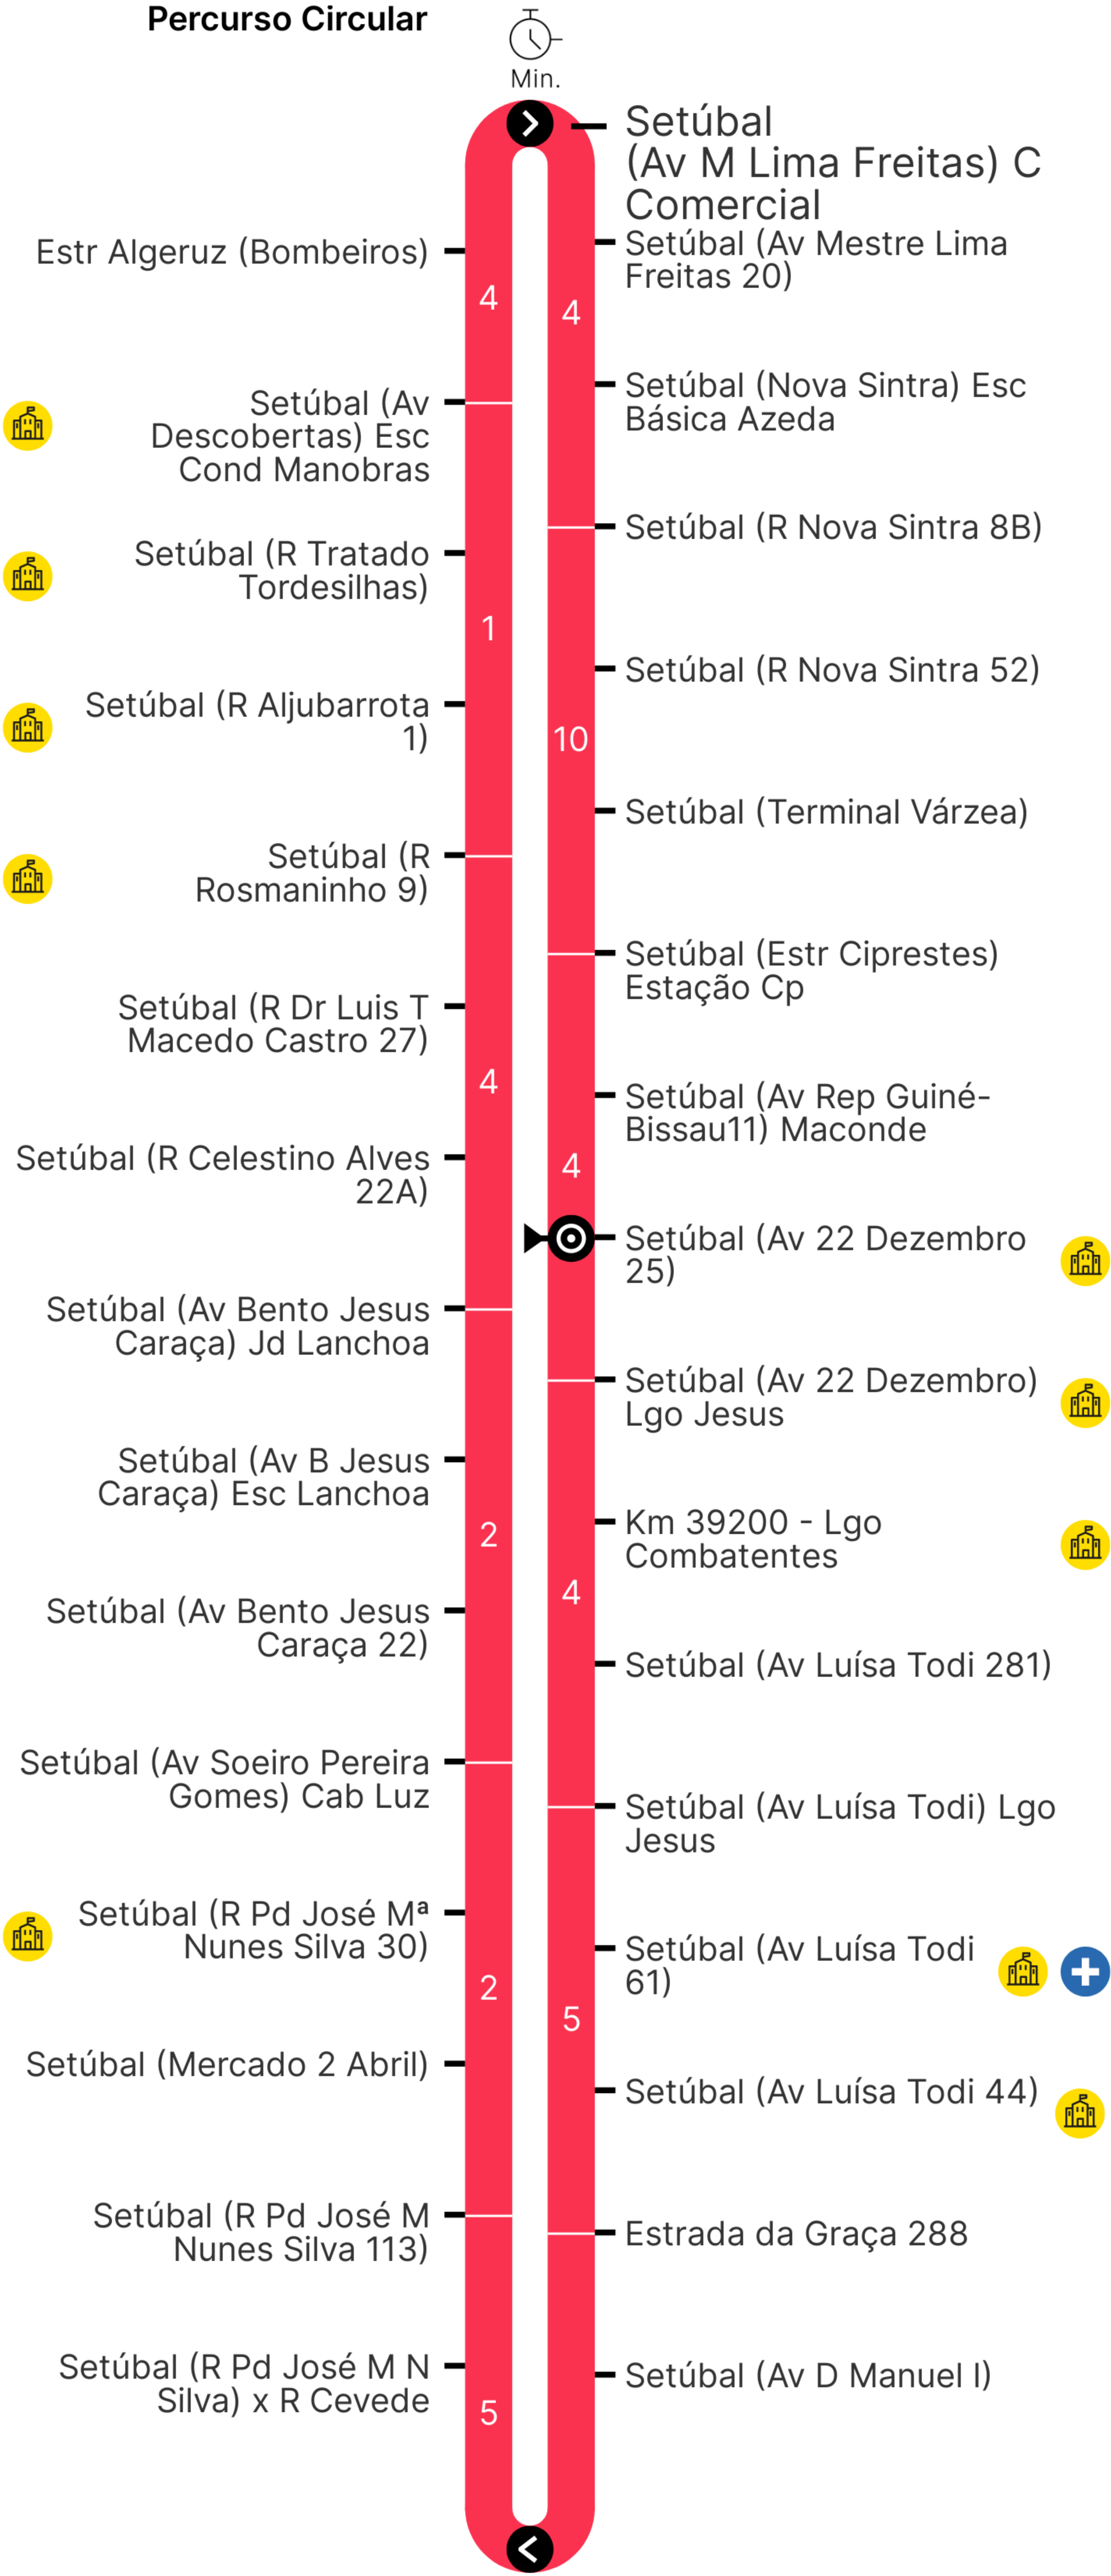 Percurso Circular
Min.
Setúbal
(Av M Lima Freitas) C
Comercial
Setúbal (Av Mestre Lima
Freitas 20)
4
Setúbal (Nova Sintra) Esc
Básica Azeda
Setúbal (R Nova Sintra 8B)
Setúbal (R Nova Sintra 52)
10
Setúbal (Terminal Várzea)
Setúbal (Estr Ciprestes)
Estação Cp
Setúbal (Av Rep Guiné-
Bissau11) Maconde
4
Setúbal (Av 22 Dezembro
25)
Setúbal (Av 22 Dezembro)
Lgo Jesus
Km 39200 - Lgo
Combatentes
4
Setúbal (Av Luísa Todi 281)
Setúbal (Av Luísa Todi) Lgo
Jesus
Setúbal (Av Luísa Todi
61)
5
Setúbal (Av Luísa Todi 44)
Estrada da Graça 288
Setúbal (Av D Manuel I)
Estr Algeruz (Bombeiros)
4
Setúbal (Av
Descobertas) Esc
Cond Manobras
Setúbal (R Tratado
Tordesilhas)
1
Setúbal (R Aljubarrota
1)
Setúbal (R
Rosmaninho 9)
Setúbal (R Dr Luis T
Macedo Castro 27)
4
Setúbal (R Celestino Alves
22A)
Setúbal (Av Bento Jesus
Caraça) Jd Lanchoa
Setúbal (Av B Jesus
Caraça) Esc Lanchoa
2
Setúbal (Av Bento Jesus
Caraça 22)
Setúbal (Av Soeiro Pereira
Gomes) Cab Luz
Setúbal (R Pd José Mª
Nunes Silva 30)
2
Setúbal (Mercado 2 Abril)
Setúbal (R Pd José M
Nunes Silva 113)
Setúbal (R Pd José M N
Silva) x R Cevede
5